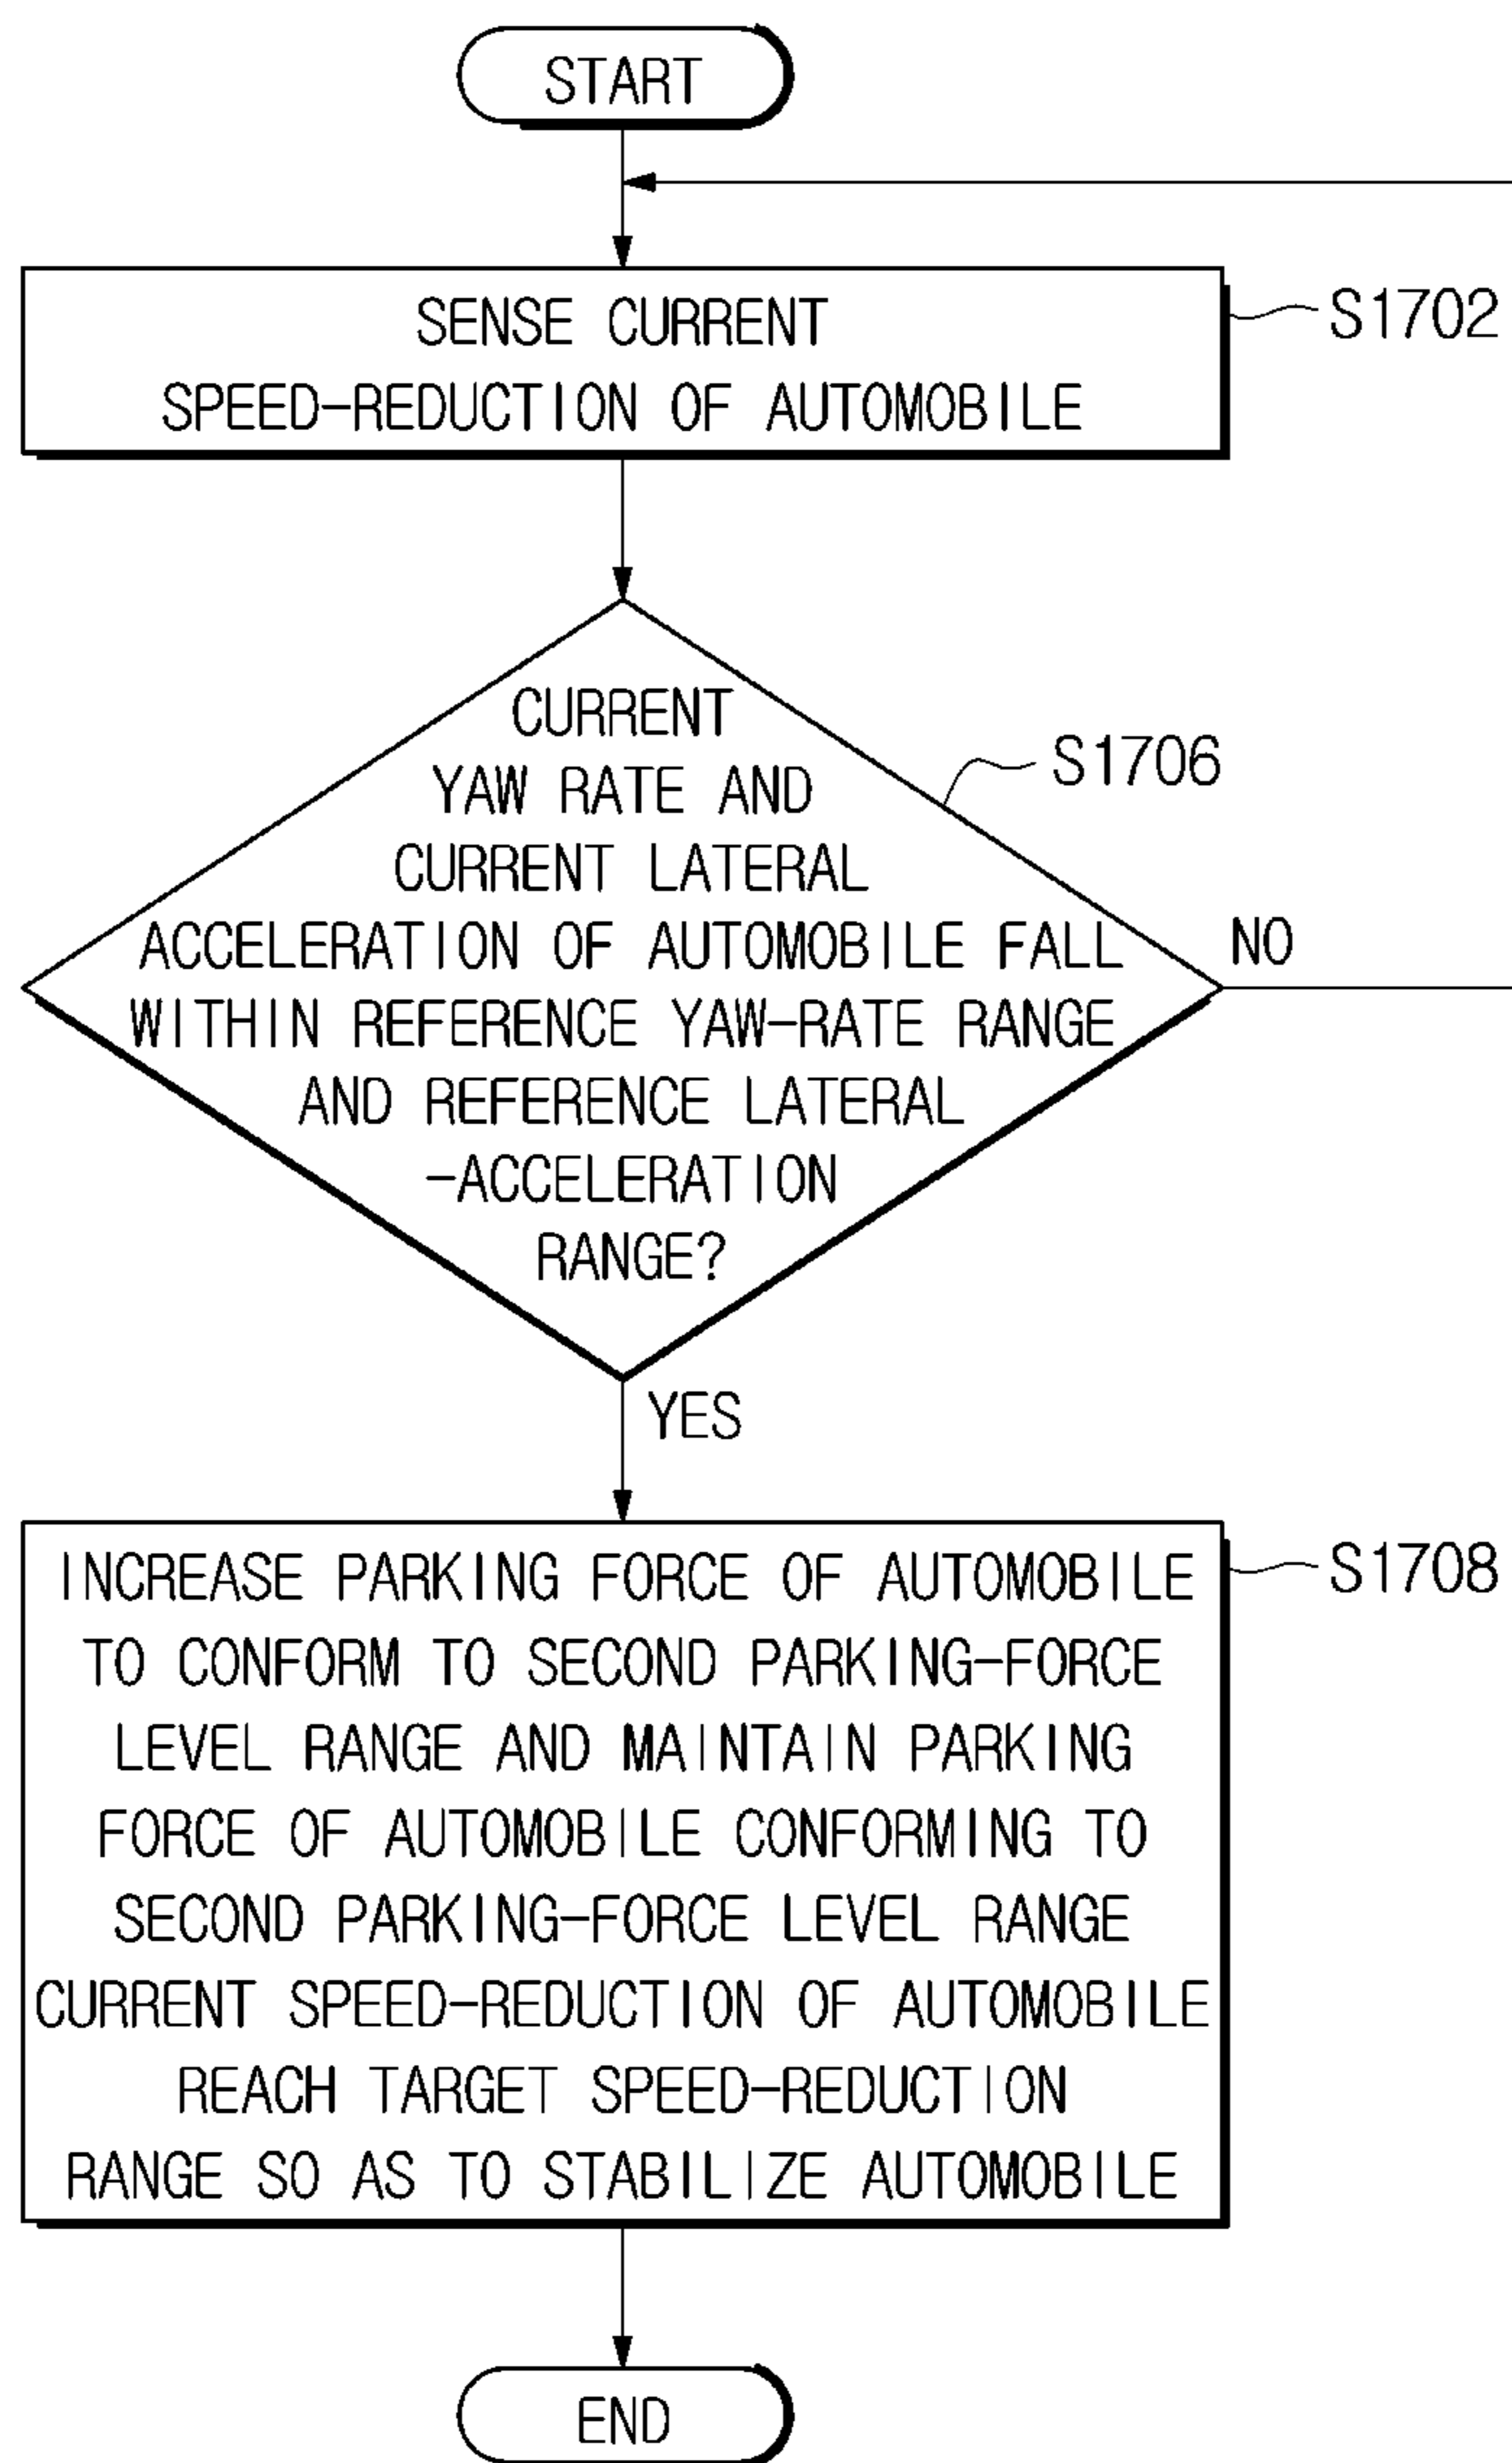 START
SENSE CURRENT
SPEED-REDUCTION OF AUTOMOBILE
S1702
CURRENT
YAW RATE AND
CURRENT LATERAL
ACCELERATION OF AUTOMOBILE FALL
WITHIN REFERENCE YAW-RATE RANGE
AND REFERENCE LATERAL
-ACCELERATION
RANGE?
S1706
NO
YES
INCREASE PARKING FORCE OF AUTOMOBILE
TO CONFORM TO SECOND PARKING-FORCE
LEVEL RANGE AND MAINTAIN PARKING
FORCE OF AUTOMOBILE CONFORMING TO
SECOND PARKING-FORCE LEVEL RANGE
CURRENT SPEED-REDUCTION OF AUTOMOBILE
REACH TARGET SPEED-REDUCTION
RANGE SO AS TO STABILIZE AUTOMOBILE
S1708
END